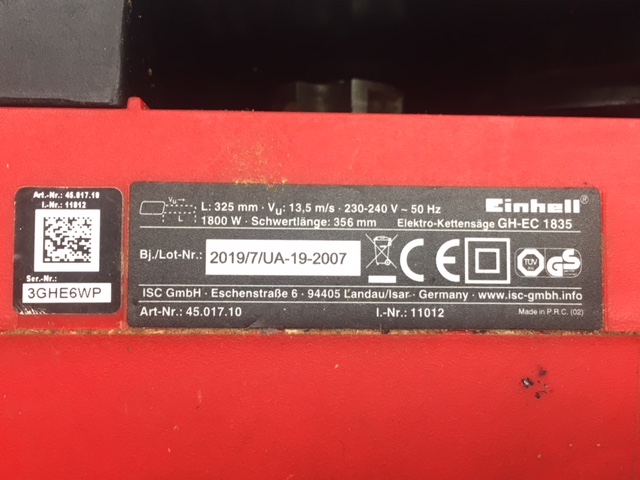 Art.-Nr.: 45.017.10
I.-Nr.: 11012
Ser.-Nr.:
3GHE6WP
Vᵤ
L
L: 325 mm · Vᵤ: 13,5 m/s · 230-240 V ~ 50 Hz
1800 W · Schwertlänge: 356 mm
Einhell®
Elektro-Kettensäge GH-EC 1835
Bj./Lot-Nr.: 2019/7/UA-19-2007
CE
TÜV GS
ISC GmbH · Eschenstraße 6 · 94405 Landau/Isar · Germany · www.isc-gmbh.info
Art-Nr.: 45.017.10 I.-Nr.: 11012 Made in P.R.C. (02)